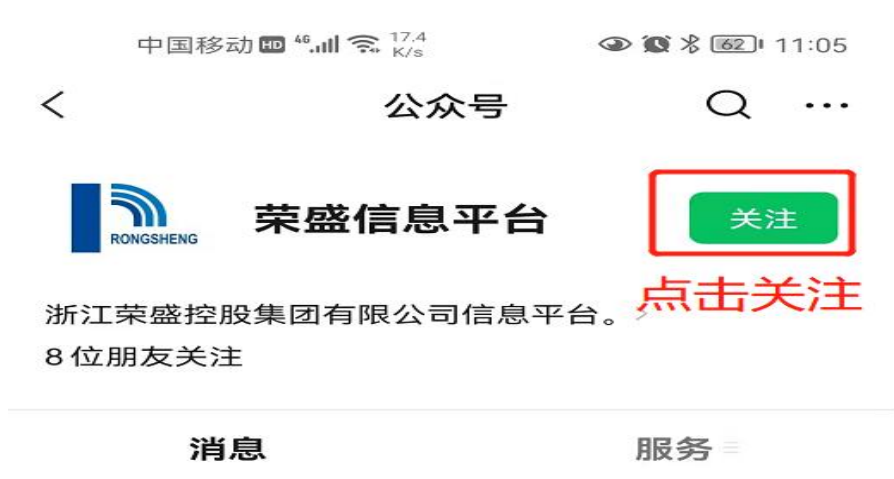 中国移动 HD 46 17.4 K/s 62 11:05
公众号
RONGSHENG 荣盛信息平台 关注
点击关注
浙江荣盛控股集团有限公司信息平台。
8位朋友关注
消息 服务